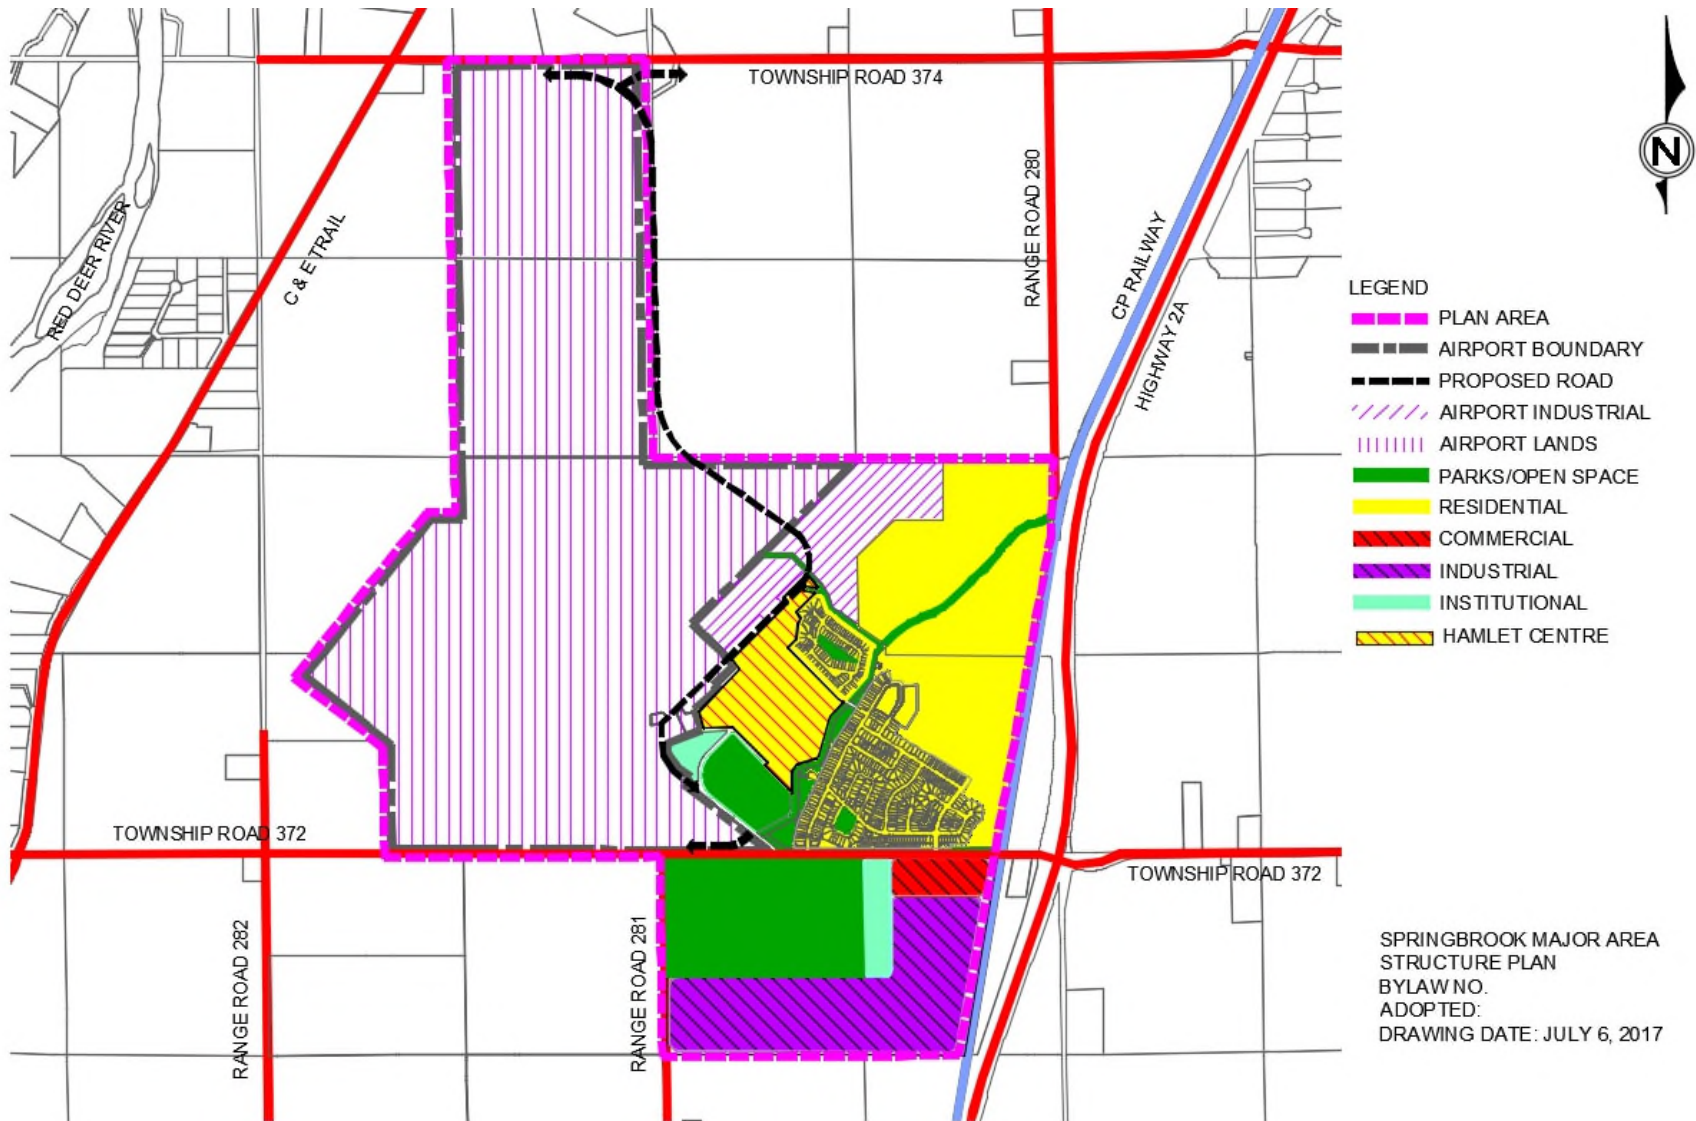 TOWNSHIP ROAD 374
RANGE ROAD 280
N
RED DEER RIVER
C & E TRAIL
CP RAILWAY
HIGHWAY 2A
LEGEND
PLAN AREA
AIRPORT BOUNDARY
PROPOSED ROAD
AIRPORT INDUSTRIAL
AIRPORT LANDS
PARKS/OPEN SPACE
RESIDENTIAL
COMMERCIAL
INDUSTRIAL
INSTITUTIONAL
HAMLET CENTRE
TOWNSHIP ROAD 372
TOWNSHIP ROAD 372
RANGE ROAD 282
RANGE ROAD 281
SPRINGBROOK MAJOR AREA
STRUCTURE PLAN
BYLAW NO.
ADOPTED:
DRAWING DATE: JULY 6, 2017